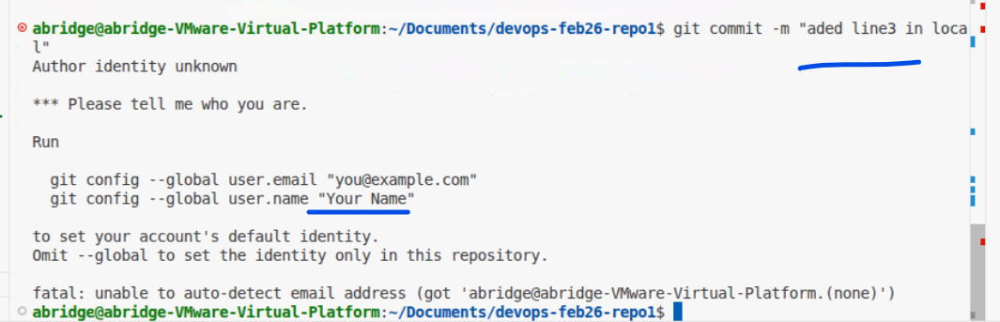 abridge@abridge-VMware-Virtual-Platform:~/Documents/devops-feb26-repo1$ git commit -m "aded line3 in loca
l"
Author identity unknown
*** Please tell me who you are.
Run
git config --global user.email "you@example.com"
git config --global user.name "Your Name"
to set your account's default identity.
Omit --global to set the identity only in this repository.
fatal: unable to auto-detect email address (got 'abridge@abridge-VMware-Virtual-Platform.(none)')
abridge@abridge-VMware-Virtual-Platform:~/Documents/devops-feb26-repo1$